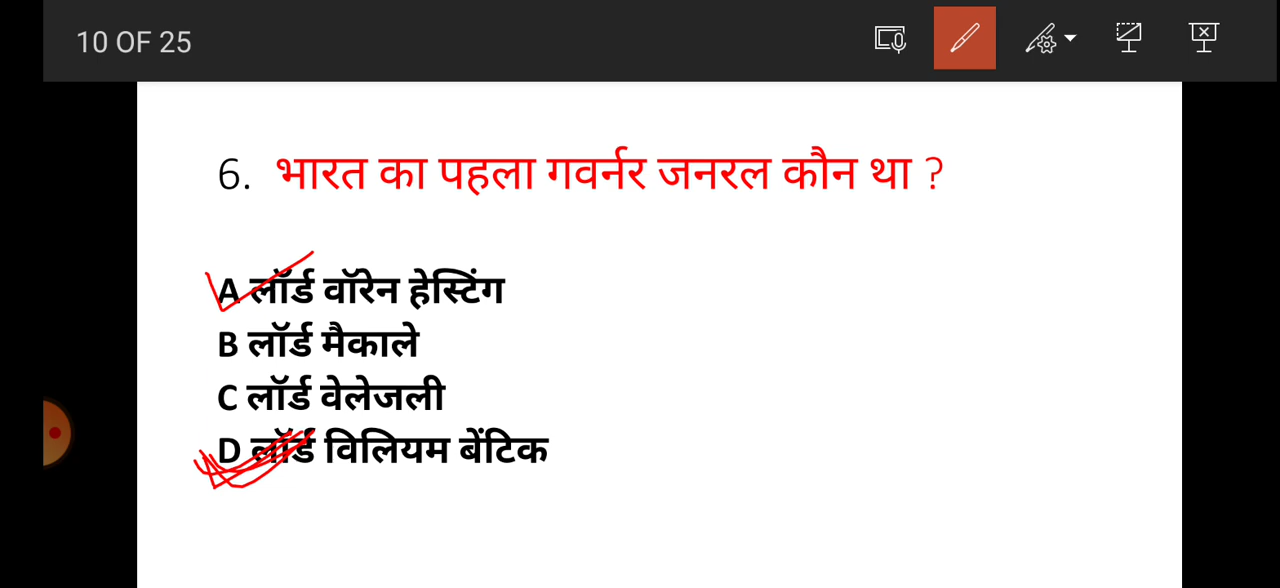 10 OF 25
6. भारत का पहला गवर्नर जनरल कौन था ?
A लॉर्ड वॉरेन हेस्टिंग
B लॉर्ड मैकाले
C लॉर्ड वेलेजली
D लॉर्ड विलियम बेंटिक